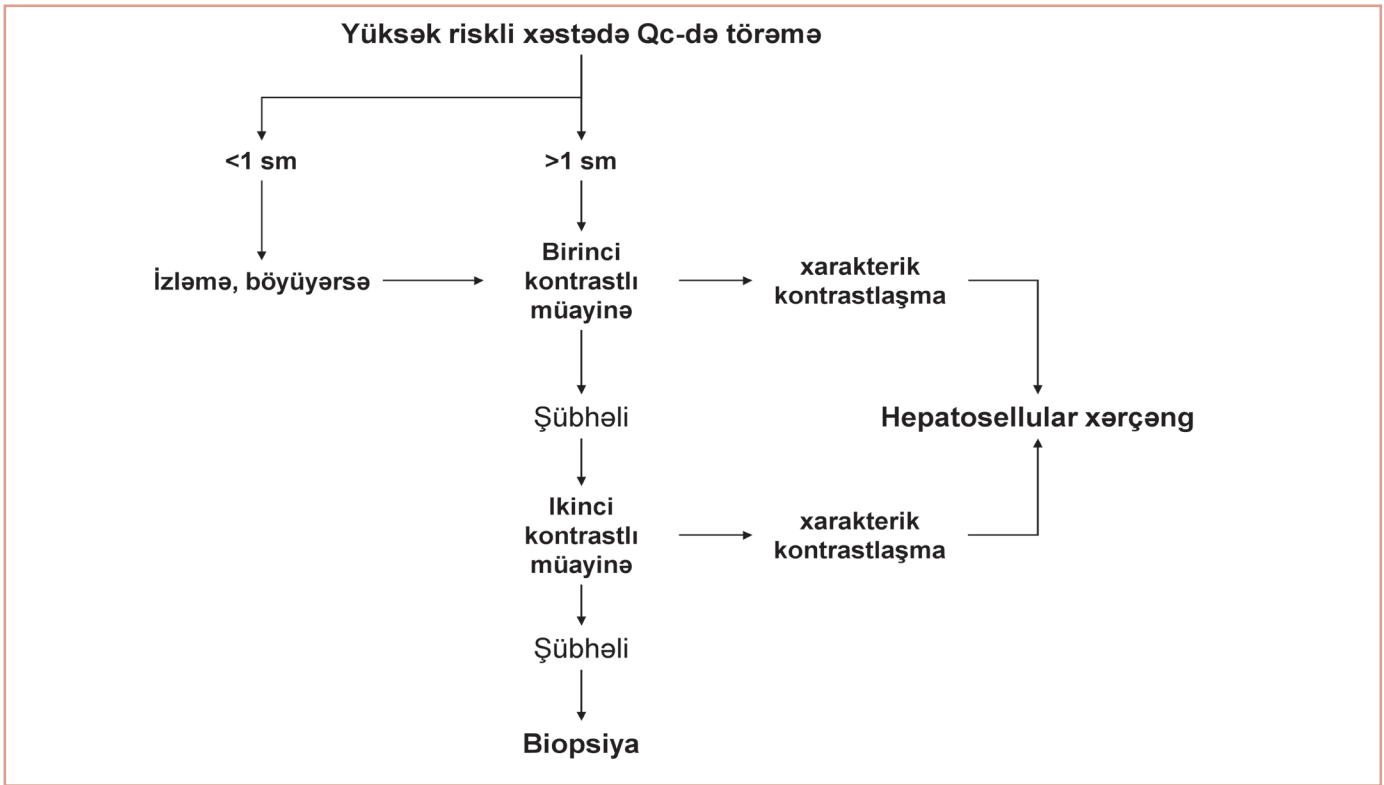 Yüksək riskli xəstədə Qc-də törəmə
<1 sm
>1 sm
İzləmə, böyüyərsə
Birinci
kontrastlı
müayinə
xarakterik
kontrastlaşma
Şübhəli
Hepatosellular xərçəng
Ikinci
kontrastlı
müayinə
xarakterik
kontrastlaşma
Şübhəli
Biopsiya